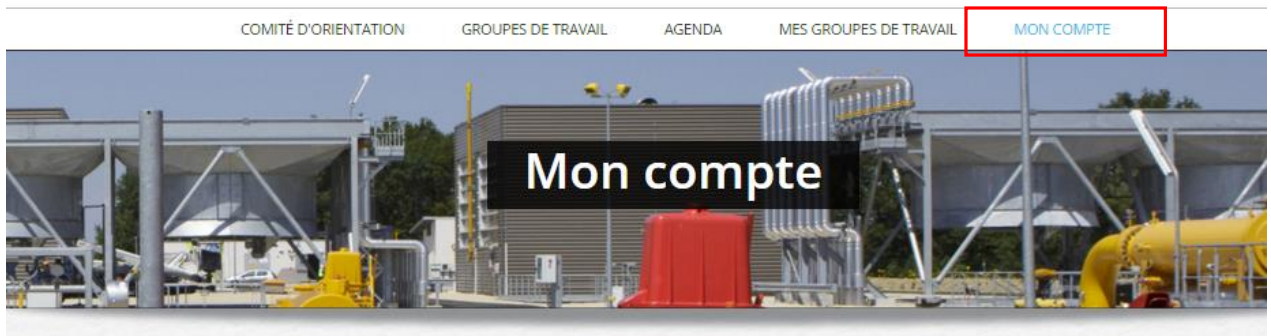 COMITÉ D'ORIENTATION GROUPES DE TRAVAIL AGENDA MES GROUPES DE TRAVAIL MON COMPTE
Mon compte